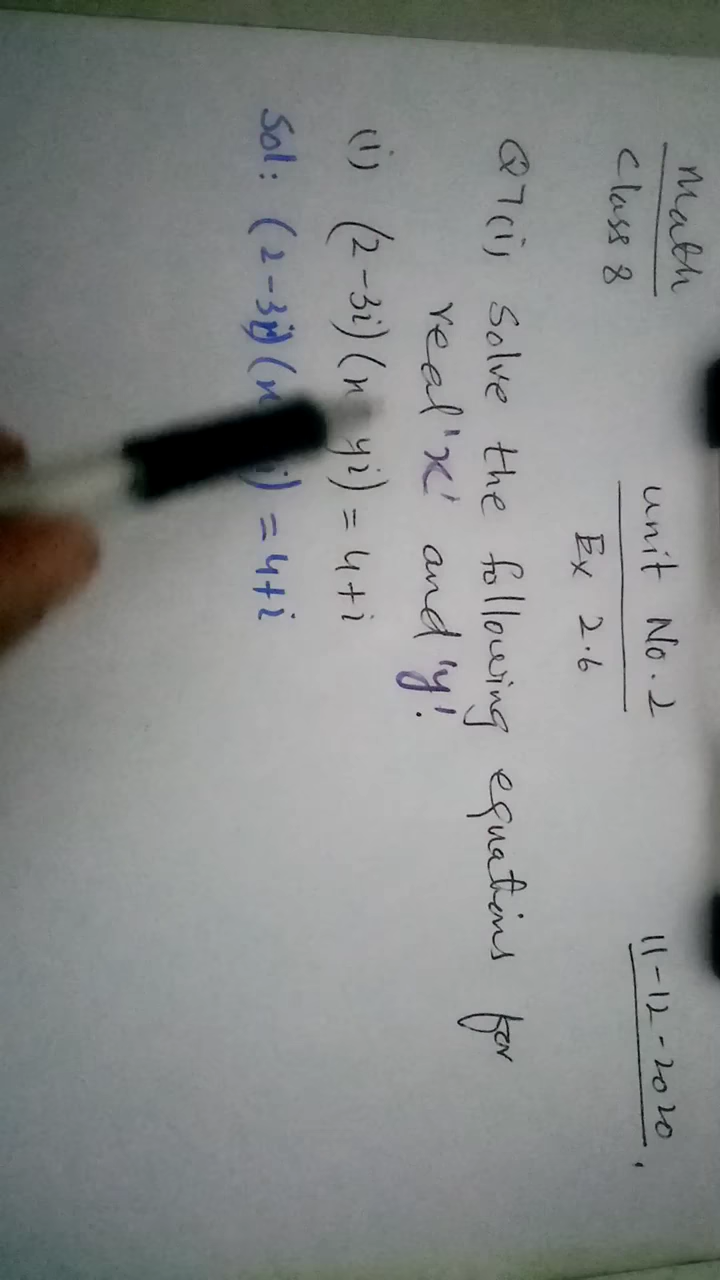 Math
Class 8
Unit No. 2
Ex 2.6
11-12-2020.
Q7(i) Solve the following equations for
real 'x' and 'y'.
(i) (2-3i)(x yi) = 4+i
Sol: (2-3i)(x i) = 4+i